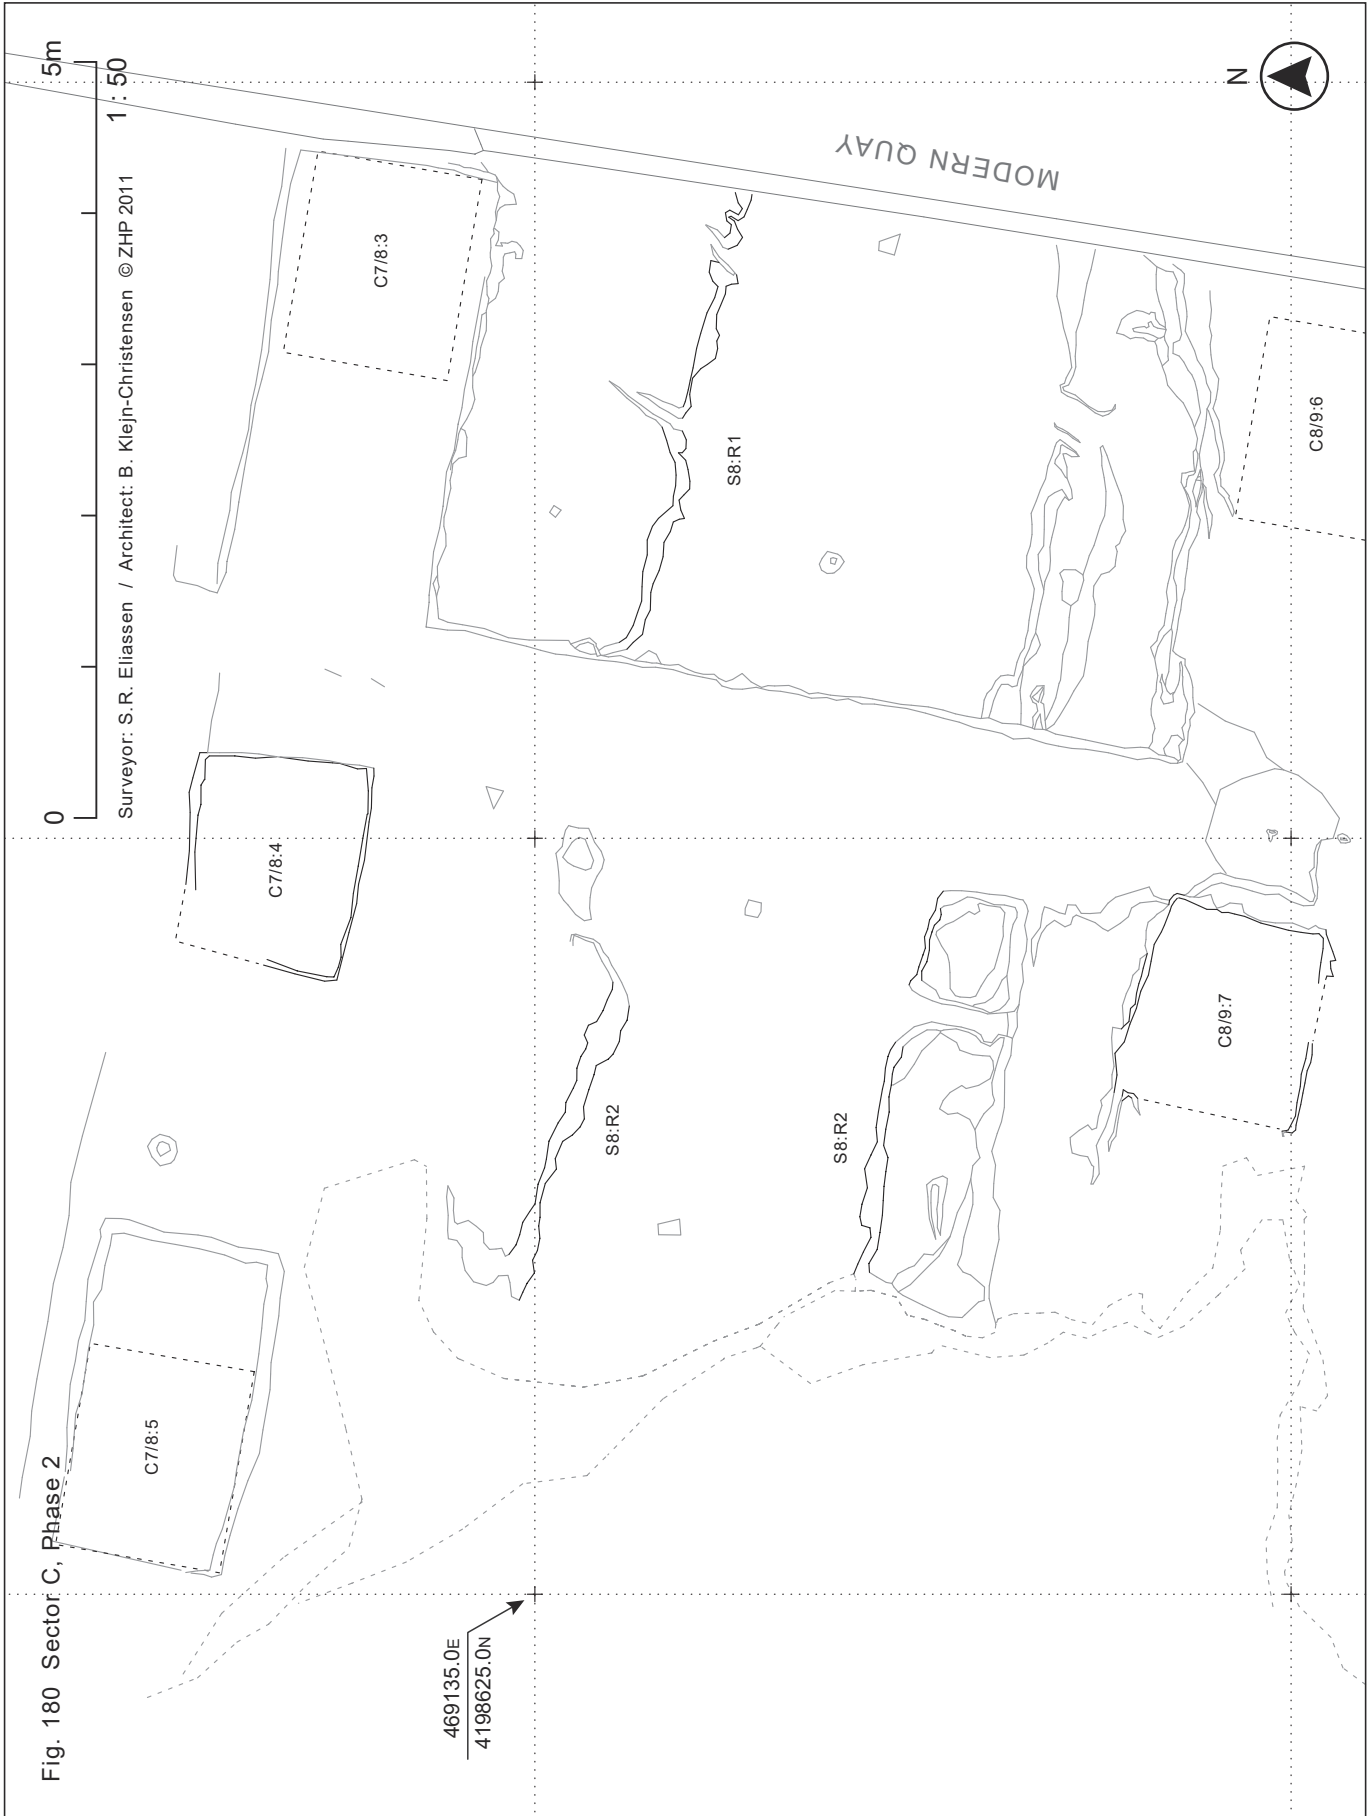 Fig. 180 Sector C, Phase 2
0
5m
1 : 50
Surveyor: S.R. Eliassen / Architect: B. Klejn-Christensen © ZHP 2011
C7/8:5
C7/8:4
C7/8:3
469135.0E
4198625.0N
S8:R2
S8:R1
S8:R2
MODERN QUAY
C8/9:7
C8/9:6
N